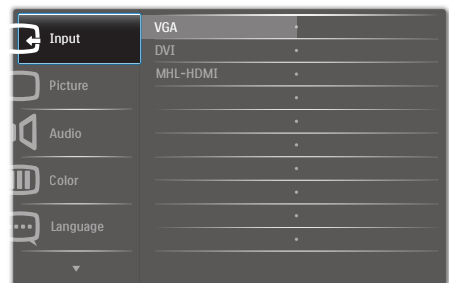 Input
VGA
DVI
MHL-HDMI
Picture
Audio
Color
Language